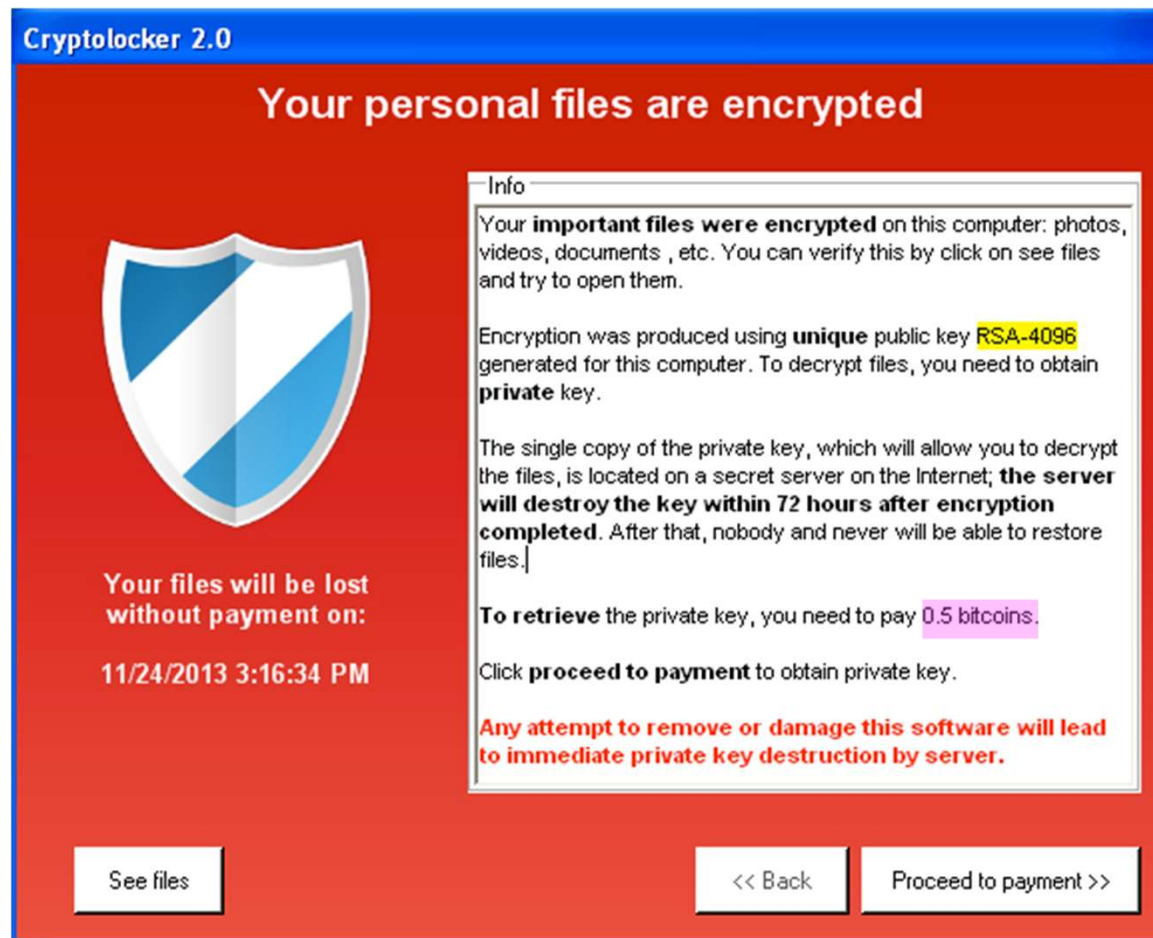 Cryptolocker 2.0
Your personal files are encrypted
Info
Your important files were encrypted on this computer: photos,
videos, documents , etc. You can verify this by click on see files
and try to open them.
Encryption was produced using unique public key RSA-4096
generated for this computer. To decrypt files, you need to obtain
private key.
The single copy of the private key, which will allow you to decrypt
the files, is located on a secret server on the Internet; the server
will destroy the key within 72 hours after encryption
completed. After that, nobody and never will be able to restore
files.
To retrieve the private key, you need to pay 0.5 bitcoins.
Click proceed to payment to obtain private key.
Any attempt to remove or damage this software will lead
to immediate private key destruction by server.
Your files will be lost
without payment on:
11/24/2013 3:16:34 PM
See files
<< Back
Proceed to payment >>